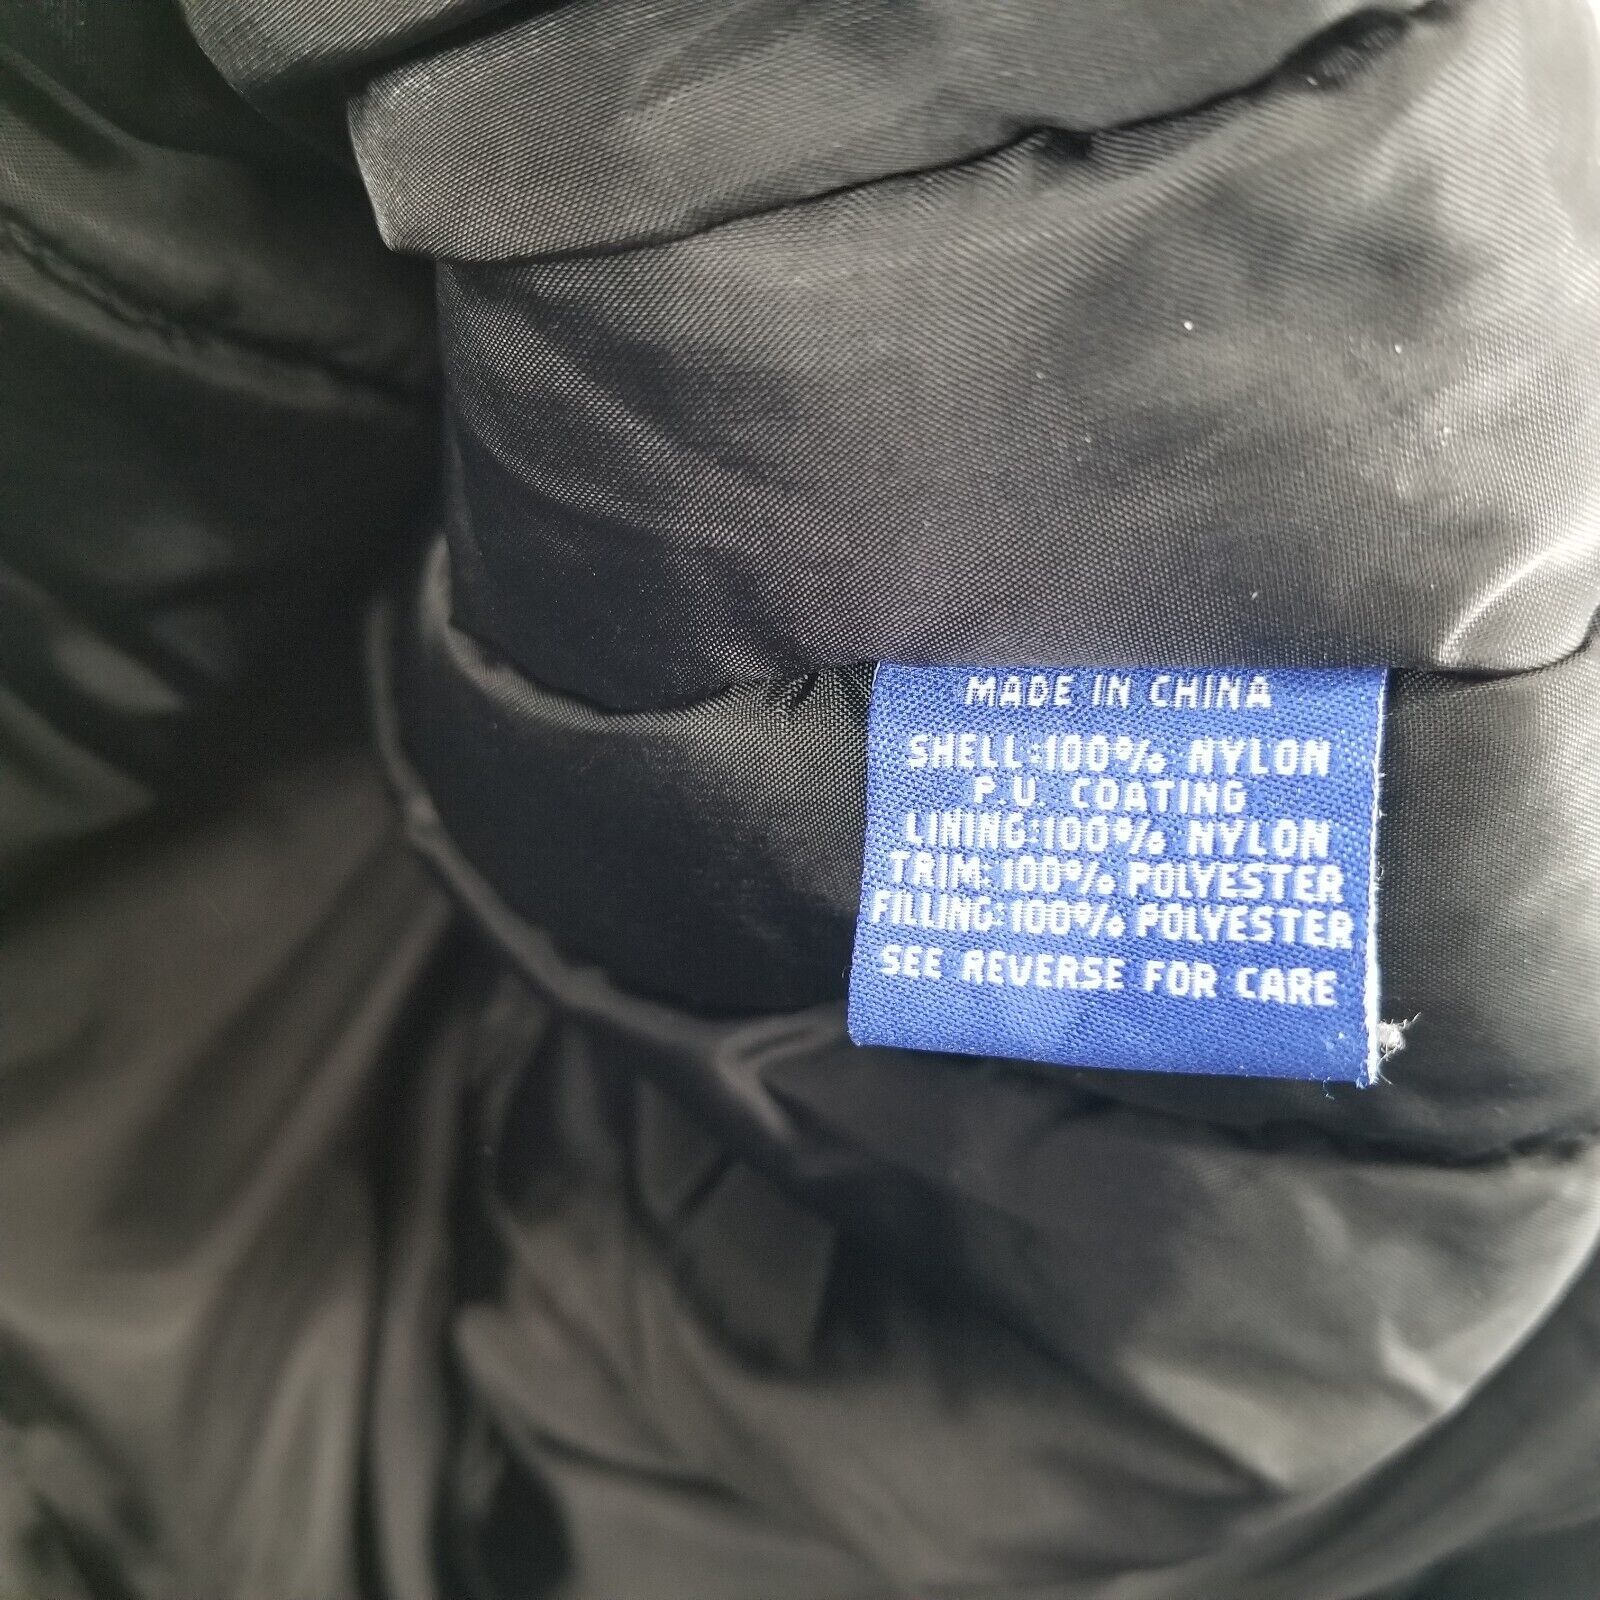 MADE IN CHINA
SHELL:100% NYLON
P.U. COATING
LINING:100% NYLON
TRIM:100% POLYESTER
FILLING:100% POLYESTER
SEE REVERSE FOR CARE